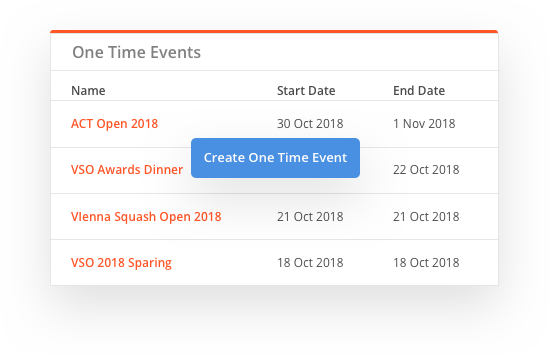 One Time Events
Name Start Date End Date
ACT Open 2018 30 Oct 2018 1 Nov 2018
Create One Time Event
VSO Awards Dinner 22 Oct 2018
VIenna Squash Open 2018 21 Oct 2018 21 Oct 2018
VSO 2018 Sparing 18 Oct 2018 18 Oct 2018